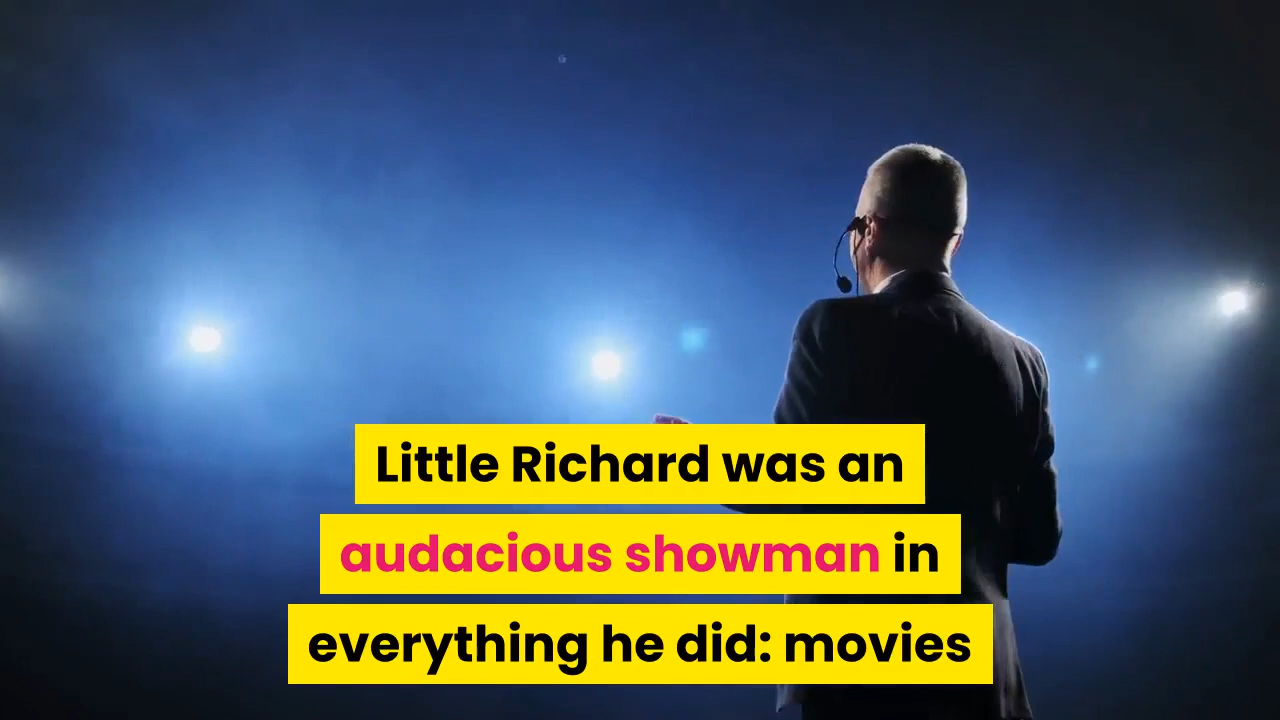 Little Richard was an
audacious showman in
everything he did: movies